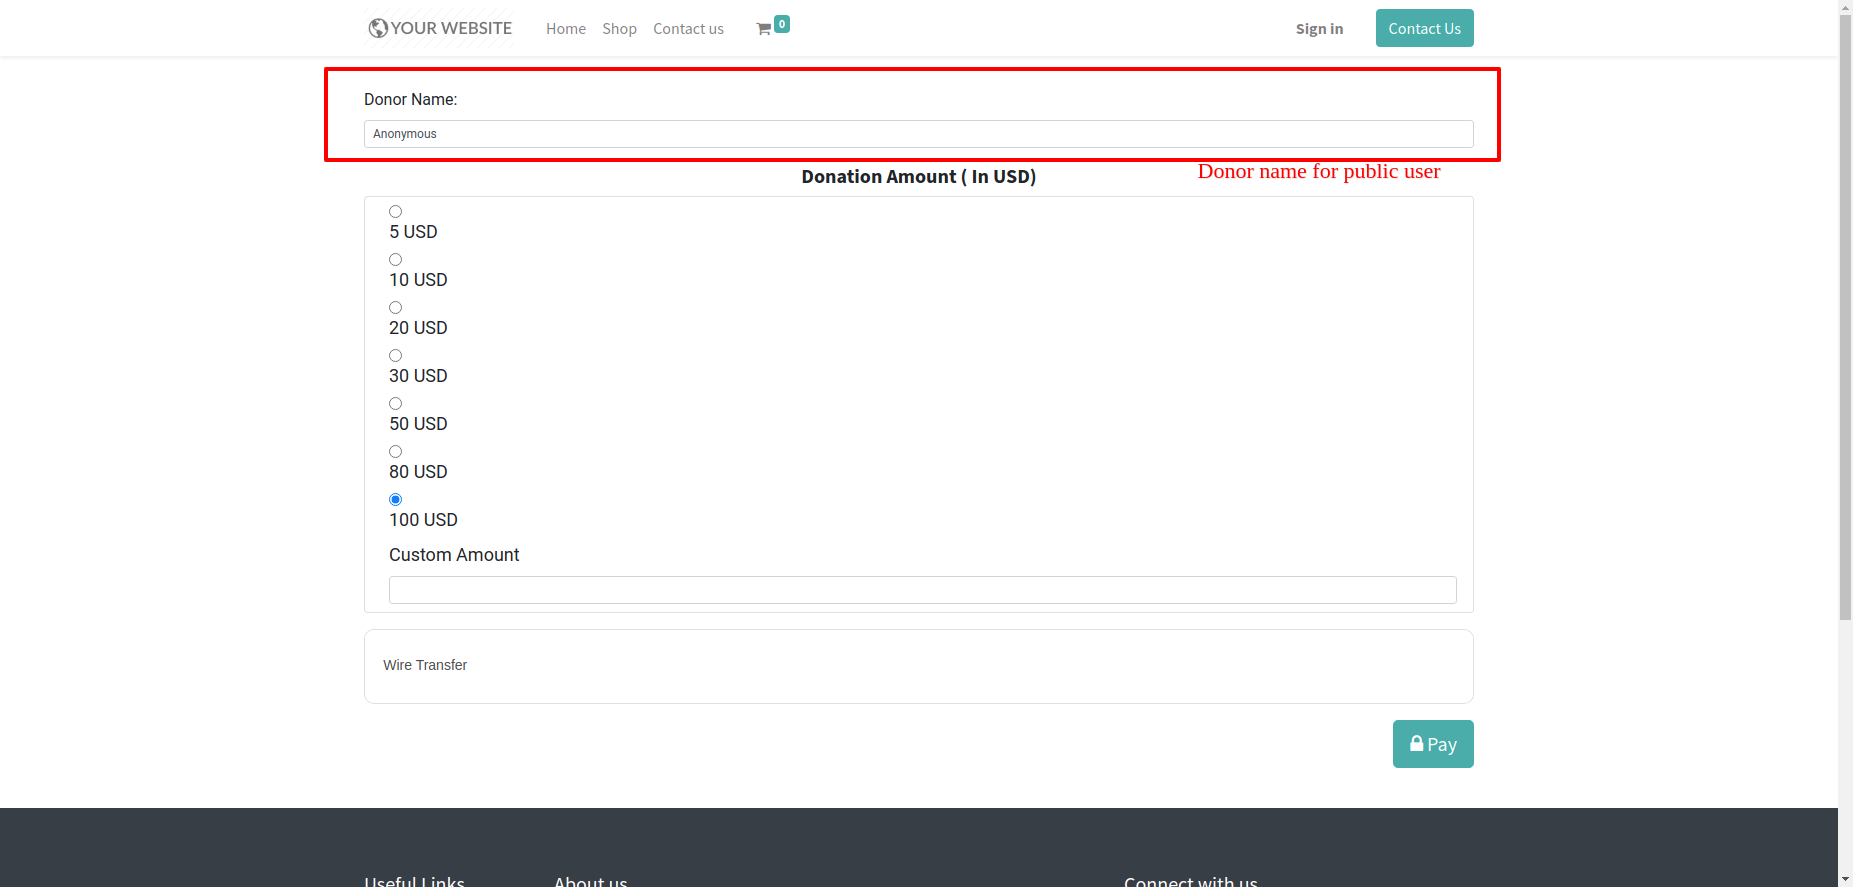 YOUR WEBSITE Home Shop Contact us 0 Sign in Contact Us
Donor Name:
Anonymous
Donor name for public user
Donation Amount ( In USD)
5 USD
10 USD
20 USD
30 USD
50 USD
80 USD
100 USD
Custom Amount
Wire Transfer
Pay
Useful Links About us Connect with us